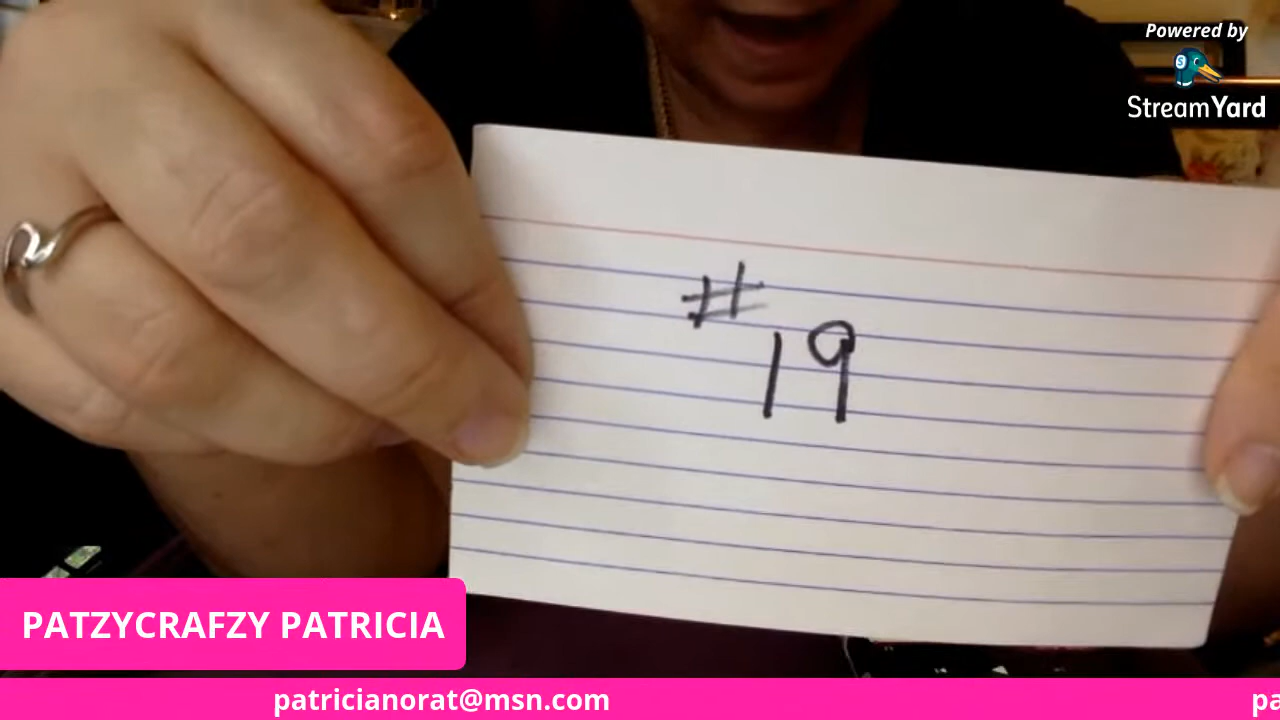 Powered by
StreamYard
#
19
PATZYCRAFZY PATRICIA
patricianorat@msn.com
pa